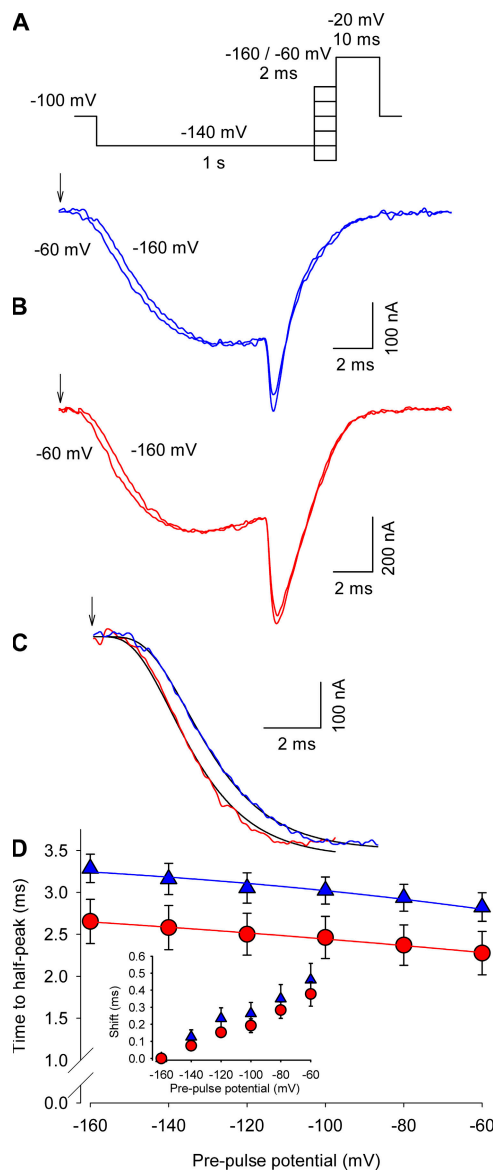 A
-20 mV
10 ms
-160 / -60 mV
2 ms
-100 mV
-140 mV
1 s
-60 mV
-160 mV
B
100 nA
2 ms
-60 mV
-160 mV
200 nA
2 ms
C
100 nA
2 ms
D
Time to half-peak (ms)
3.5
3.0
2.5
2.0
1.5
1.0
0.0
Shift (ms)
0.6
0.5
0.4
0.3
0.2
0.1
0.0
-160 -140 -120 -100 -80 -60
Pre-pulse potential (mV)
-160 -140 -120 -100 -80 -60
Pre-pulse potential (mV)